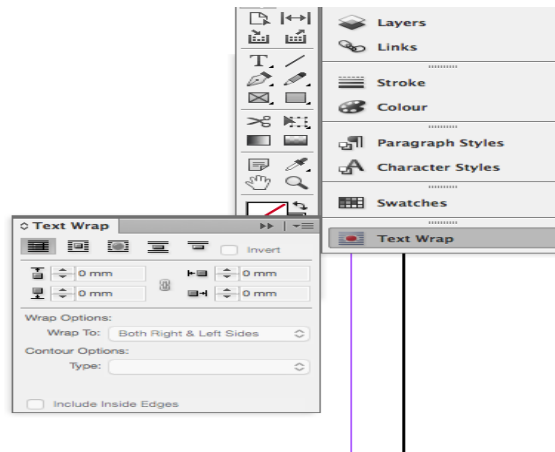 Layers
Links
Stroke
Colour
Paragraph Styles
Character Styles
Swatches
Text Wrap
Text Wrap
Invert
0 mm 0 mm
0 mm 0 mm
Wrap Options:
Wrap To: Both Right & Left Sides
Contour Options:
Type:
Include Inside Edges